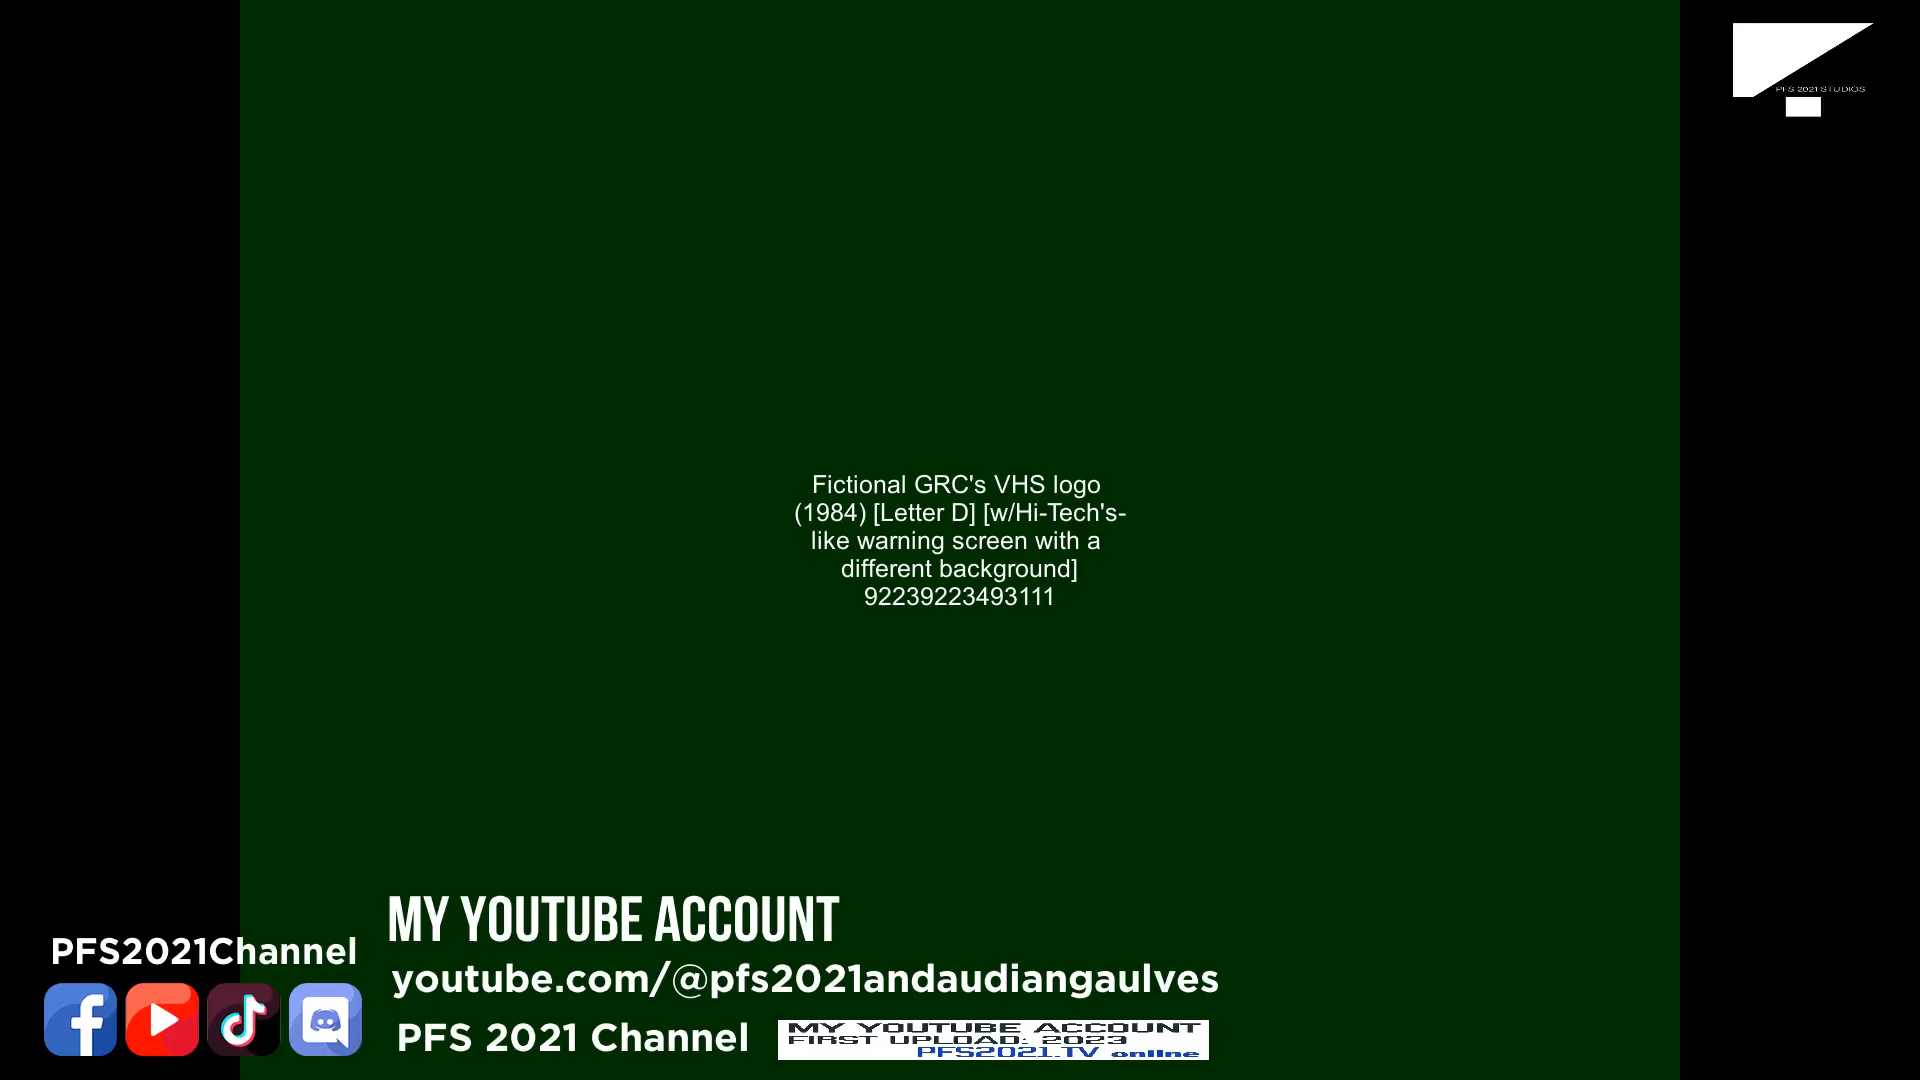 PFS 2021 STUDIOS
Fictional GRC's VHS logo
(1984) [Letter D] [w/Hi-Tech's-
like warning screen with a
different background]
92239223493111
MY YOUTUBE ACCOUNT
PFS2021Channel
youtube.com/@pfs2021andaudiangaulves
PFS 2021 Channel
MY YOUTUBE ACCOUNT
FIRST UPLOAD: 2023
PFS2021.TV online